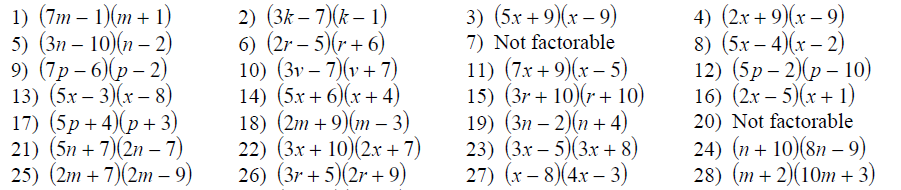 1) (7m − 1)(m + 1) 2) (3k − 7)(k − 1) 3) (5x + 9)(x − 9) 4) (2x + 9)(x − 9)
5) (3n − 10)(n − 2) 6) (2r − 5)(r + 6) 7) Not factorable 8) (5x − 4)(x − 2)
9) (7p − 6)(p − 2) 10) (3v − 7)(v + 7) 11) (7x + 9)(x − 5) 12) (5p − 2)(p − 10)
13) (5x − 3)(x − 8) 14) (5x + 6)(x + 4) 15) (3r + 10)(r + 10) 16) (2x − 5)(x + 1)
17) (5p + 4)(p + 3) 18) (2m + 9)(m − 3) 19) (3n − 2)(n + 4) 20) Not factorable
21) (5n + 7)(2n − 7) 22) (3x + 10)(2x + 7) 23) (3x − 5)(3x + 8) 24) (n + 10)(8n − 9)
25) (2m + 7)(2m − 9) 26) (3r + 5)(2r + 9) 27) (x − 8)(4x − 3) 28) (m + 2)(10m + 3)